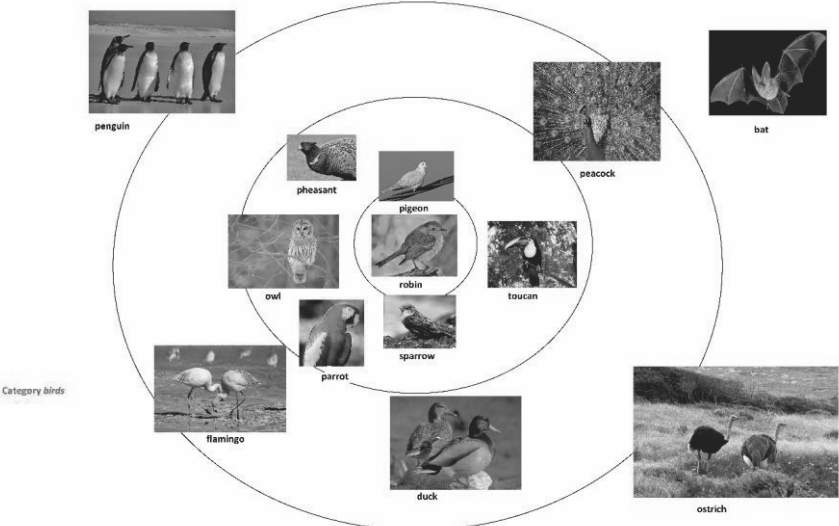 penguin
bat
peacock
pheasant
pigeon
robin
owl
toucan
sparrow
parrot
Category birds
flamingo
duck
ostrich